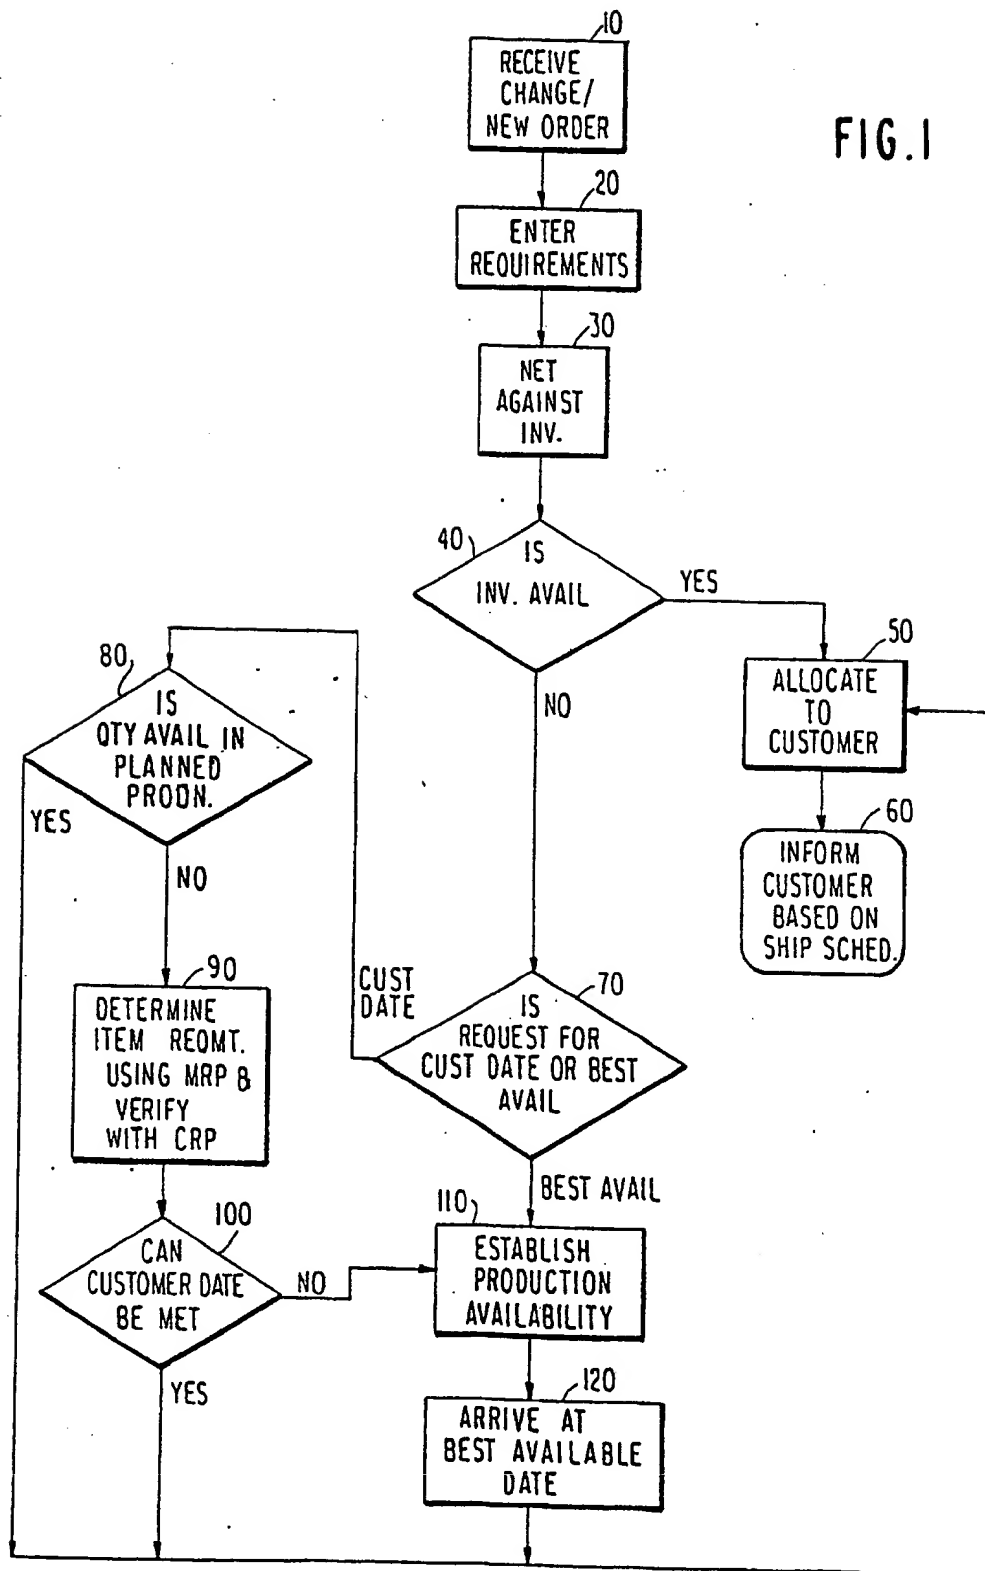 10
RECEIVE
CHANGE/
NEW ORDER
FIG.1
20
ENTER
REQUIREMENTS
30
NET
AGAINST
INV.
40
IS
INV. AVAIL
YES
NO
50
ALLOCATE
TO
CUSTOMER
60
INFORM
CUSTOMER
BASED ON
SHIP SCHED.
80
IS
QTY AVAIL IN
PLANNED
PRODN.
YES
NO
90
DETERMINE
ITEM REQMT.
USING MRP &
VERIFY
WITH CRP
CUST
DATE
70
IS
REQUEST FOR
CUST DATE OR BEST
AVAIL
BEST AVAIL
100
CAN
CUSTOMER DATE
BE MET
NO
YES
110
ESTABLISH
PRODUCTION
AVAILABILITY
120
ARRIVE AT
BEST AVAILABLE
DATE